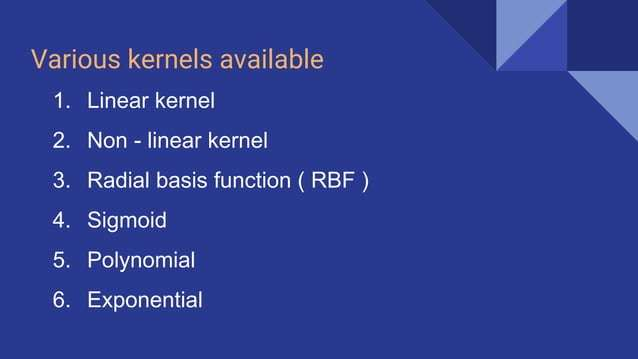 Various kernels available
1. Linear kernel
2. Non - linear kernel
3. Radial basis function ( RBF )
4. Sigmoid
5. Polynomial
6. Exponential